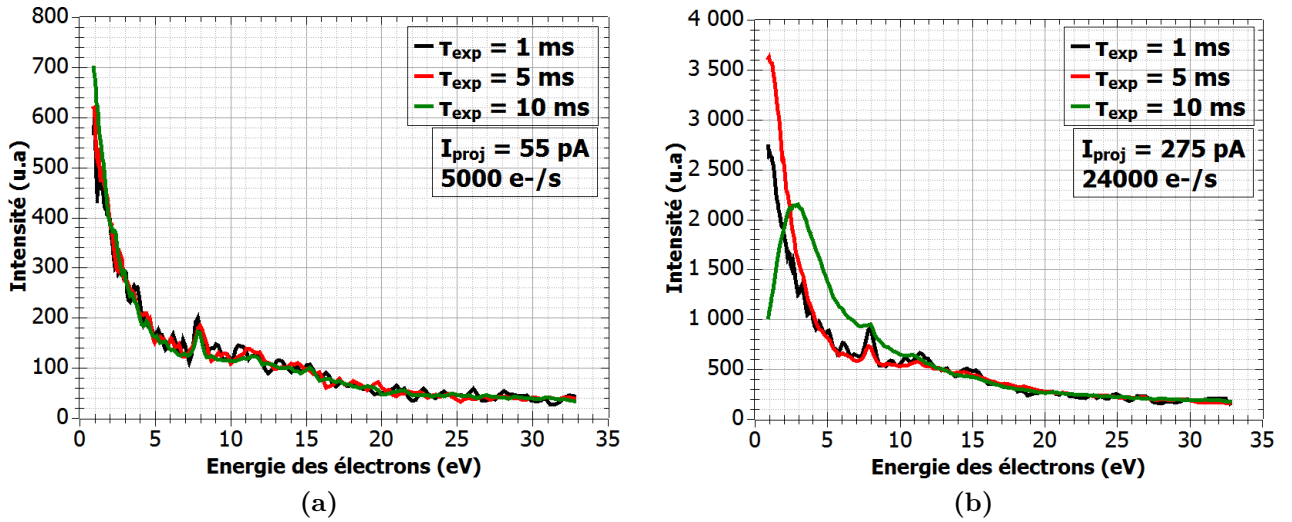 800
700
600
500
400
300
200
100
0
0
5
10
15
20
25
30
35
Intensité (u.a)
Energie des électrons (eV)
τexp = 1 ms
τexp = 5 ms
τexp = 10 ms
Iproj = 55 pA
5000 e-/s
(a)
4 000
3 500
3 000
2 500
2 000
1 500
1 000
500
0
0
5
10
15
20
25
30
35
Intensité (u.a)
Energie des électrons (eV)
τexp = 1 ms
τexp = 5 ms
τexp = 10 ms
Iproj = 275 pA
24000 e-/s
(b)